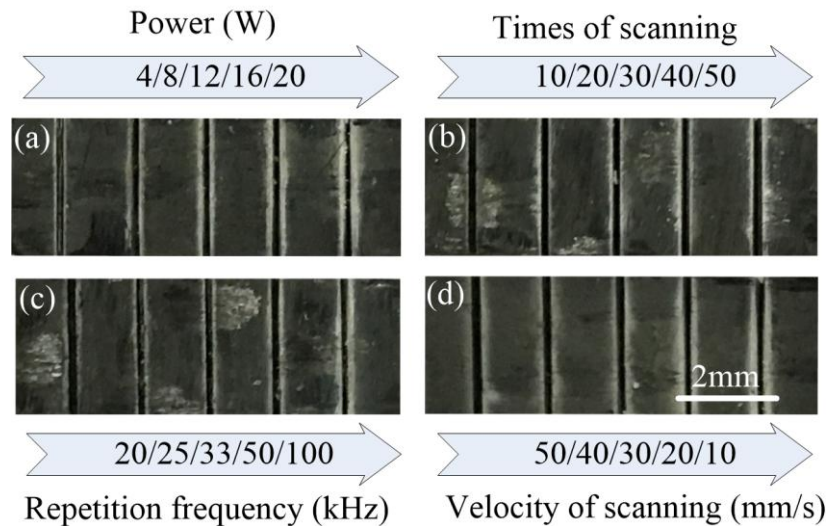 Power (W)
Times of scanning
4/8/12/16/20
10/20/30/40/50
(a)
(b)
(c)
(d)
2mm
20/25/33/50/100
50/40/30/20/10
Repetition frequency (kHz)
Velocity of scanning (mm/s)